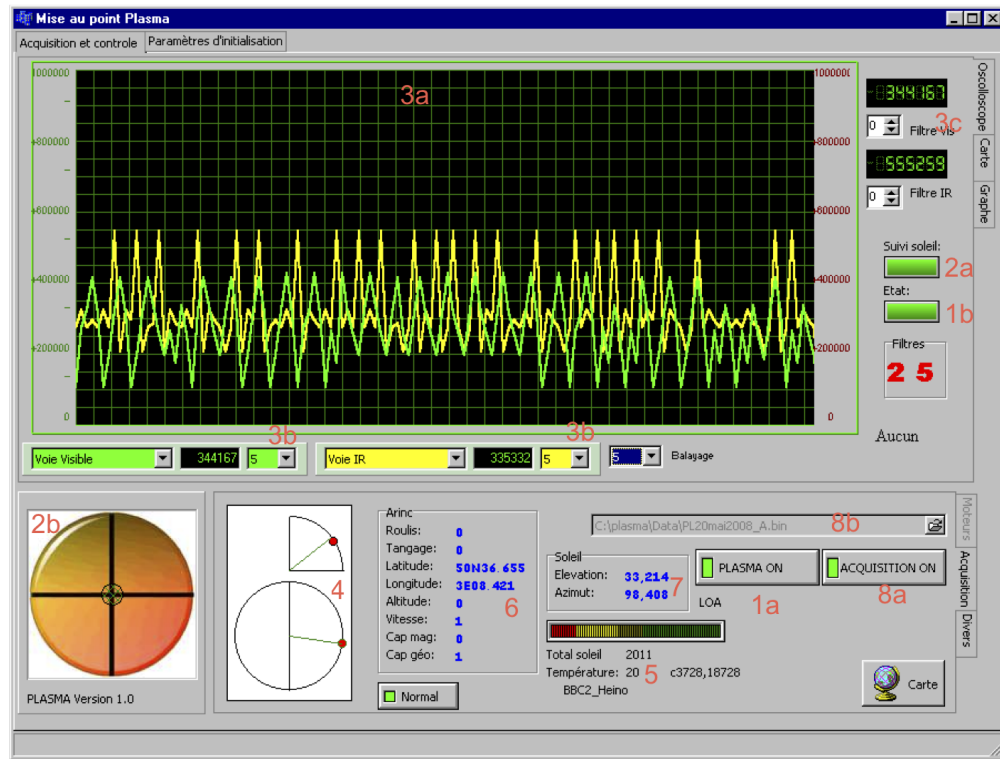 Mise au point Plasma
Acquisition et controle
Paramètres d'initialisation
1000000
1000000
3a
+800000
+800000
+600000
+600000
+400000
+400000
+200000
+200000
0
0
-344167
0
Filtre Vis
3c
-555259
0
Filtre IR
Oscolloscope
Carte
Graphe
Suivi soleil:
2a
Etat:
1b
Filtres
2 5
Aucun
3b
3b
Voie Visible
344167
5
Voie IR
335332
5
5
Balayage
2b
PLASMA Version 1.0
4
Arinc
Roulis: 0
Tangage: 0
Latitude: 50N36.655
Longitude: 3E08.421
Altitude: 0
Vitesse: 1
Cap mag: 0
Cap géo: 1
6
Normal
C:\plasma\Data\PL20mai2008_A.bin
8b
Soleil
Elevation: 33,214
Azimut: 98,408
7
PLASMA ON
ACQUISITION ON
LOA
1a
8a
Total soleil 2011
Température: 20
5
c3728,18728
BBC2_Heino
Carte
Moteurs
Acquisition
Divers